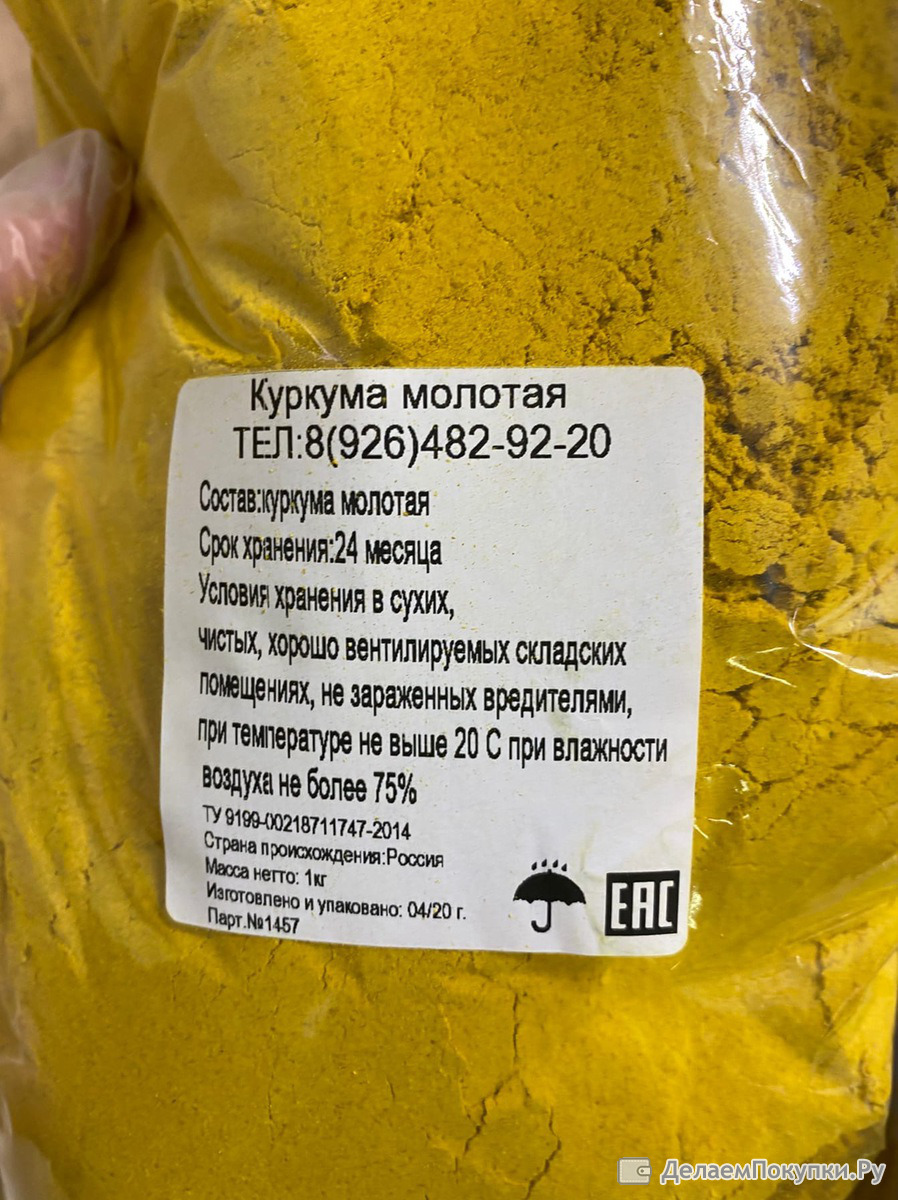 Куркума молотая
ТЕЛ:8(926)482-92-20
Состав:куркума молотая
Срок хранения:24 месяца
Условия хранения в сухих,
чистых, хорошо вентилируемых складских
помещениях, не зараженных вредителями,
при температуре не выше 20 С при влажности
воздуха не более 75%
ТУ 9199-00218711747-2014
Страна происхождения:Россия
Масса нетто: 1кг
Изготовлено и упаковано: 04/20 г.
Парт.№1457
EAC
ДелаемПокупки.Ру